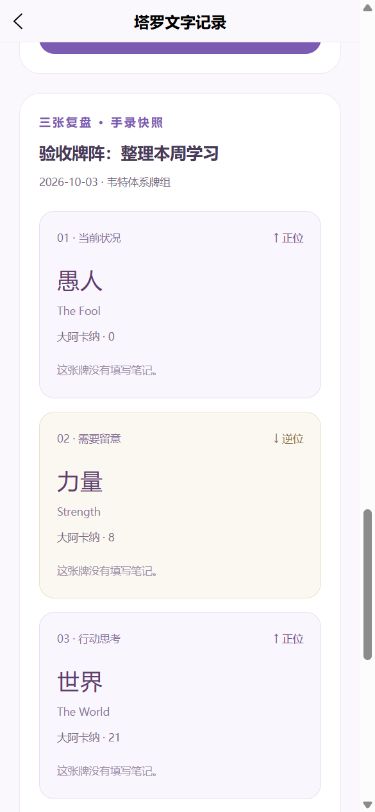 塔罗文字记录
三张复盘 · 手录快照
验收牌阵：整理本周学习
2026-10-03 · 韦特体系牌组
01 · 当前状况
↑正位
愚人
The Fool
大阿卡纳 · 0
这张牌没有填写笔记。
02 · 需要留意
↓逆位
力量
Strength
大阿卡纳 · 8
这张牌没有填写笔记。
03 · 行动思考
↑正位
世界
The World
大阿卡纳 · 21
这张牌没有填写笔记。